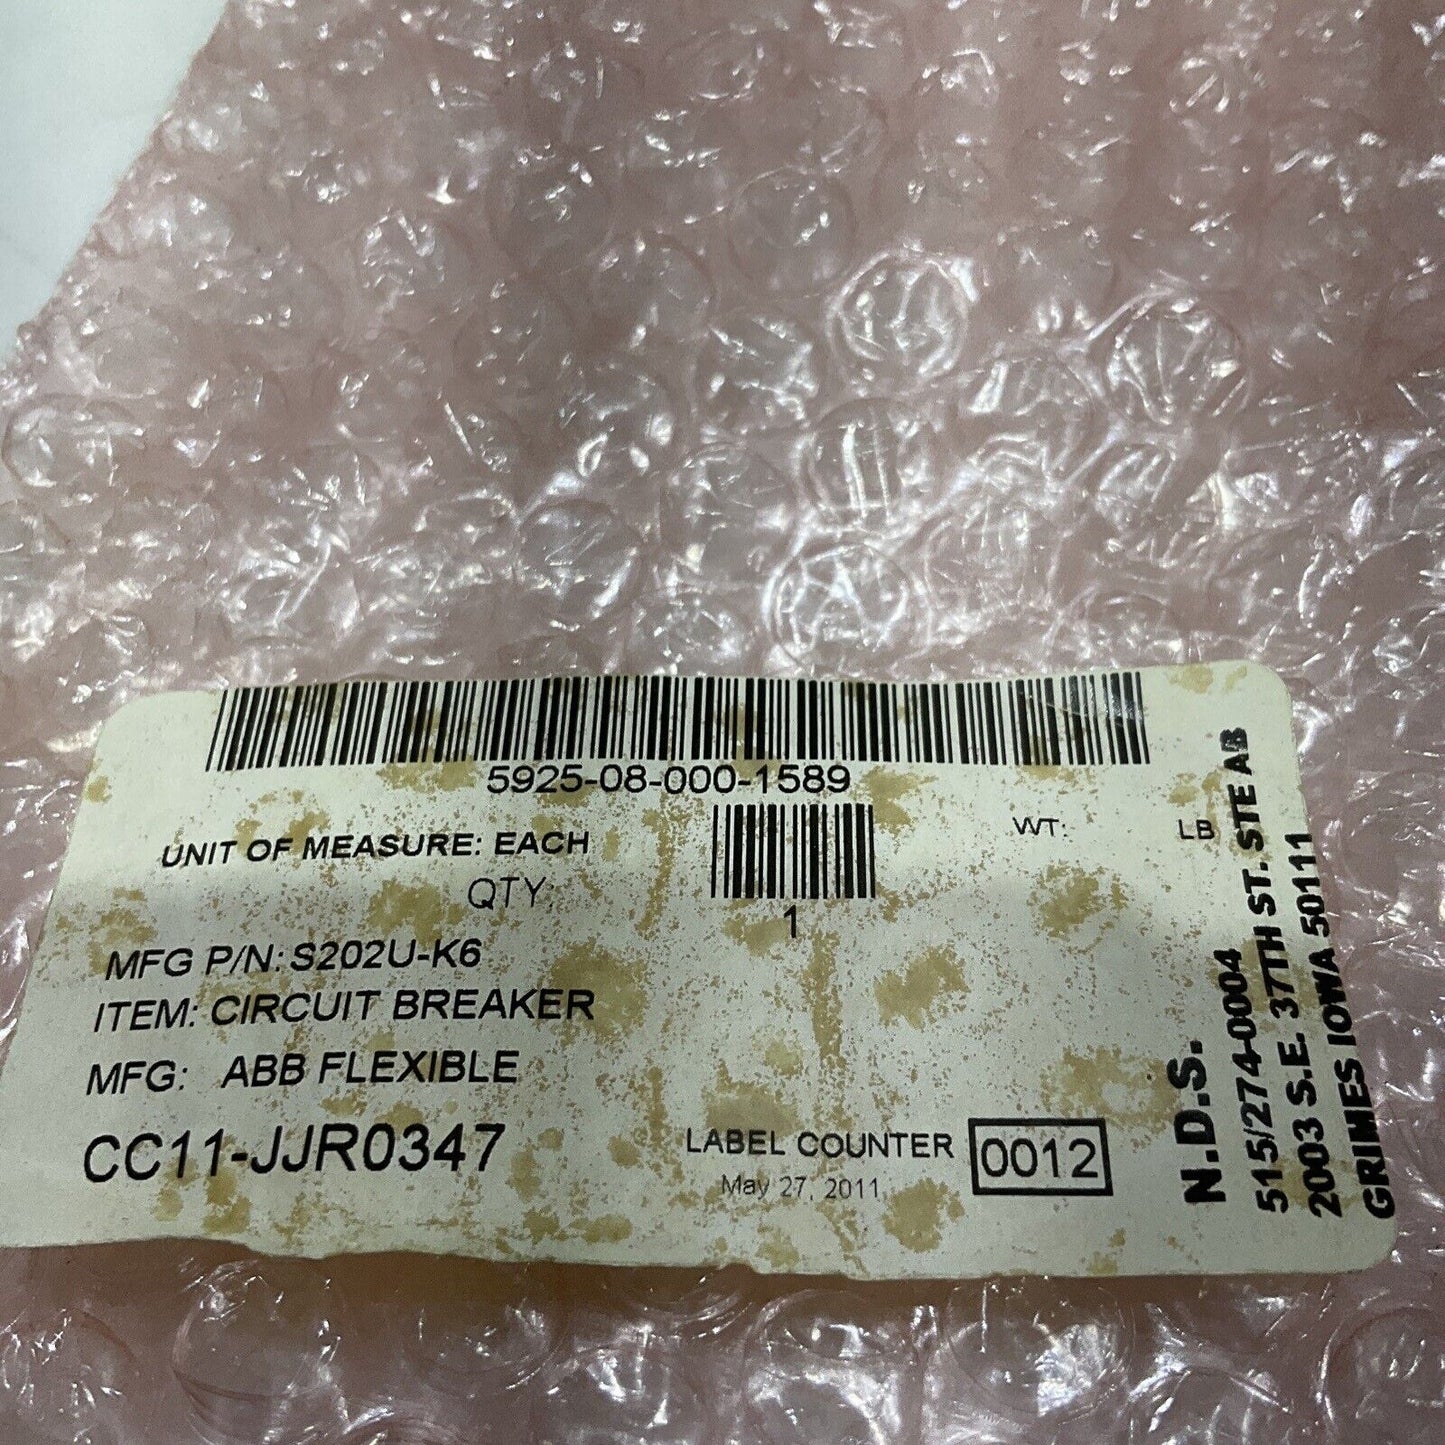 5925-08-000-1589
UNIT OF MEASURE: EACH
WT: LB
QTY:
1
MFG P/N: S202U-K6
ITEM: CIRCUIT BREAKER
MFG: ABB FLEXIBLE
CC11-JJR0347
LABEL COUNTER 0012
May 27, 2011
N.D.S.
515/274-0004
2003 S.E. 37TH ST. STE AB
GRIMES IOWA 50111